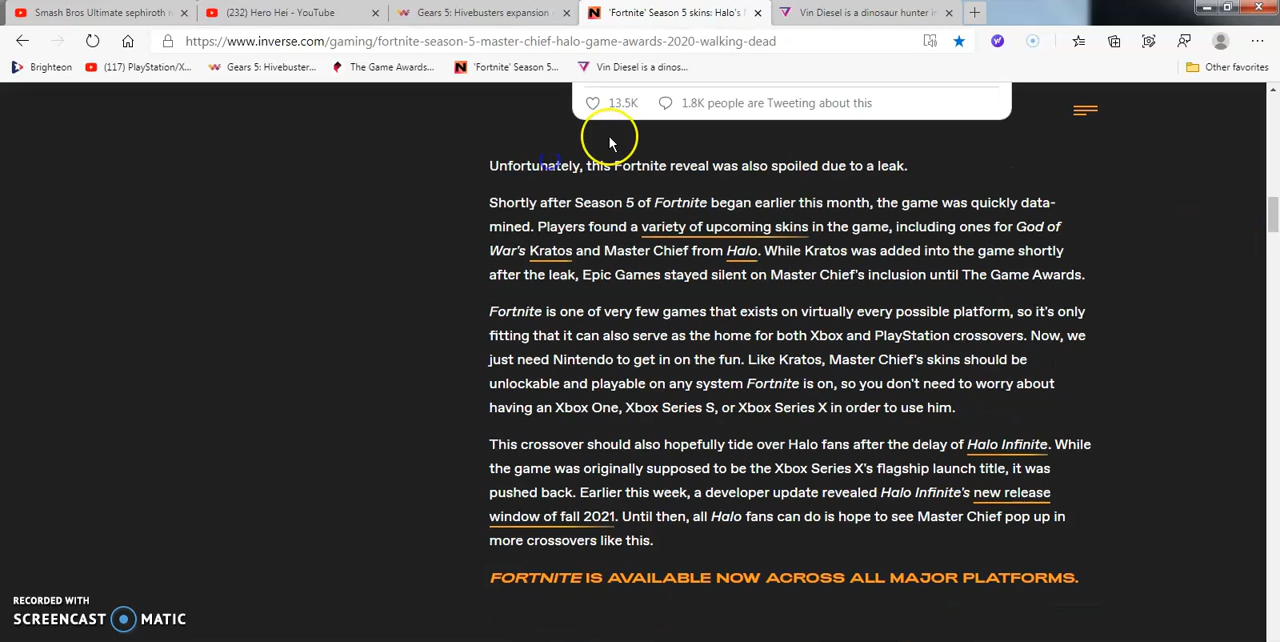 Smash Bros Ultimate sephiroth r
(232) Hero Hei - YouTube
Gears 5: Hivebusters expansion
'Fortnite' Season 5 skins: Halo's
Vin Diesel is a dinosaur hunter in
https://www.inverse.com/gaming/fortnite-season-5-master-chief-halo-game-awards-2020-walking-dead
Brighteon
(117) PlayStation/X...
Gears 5: Hivebuster...
The Game Awards...
'Fortnite' Season 5...
Vin Diesel is a dinos...
Other favorites
13.5K
1.8K people are Tweeting about this
Unfortunately, this Fortnite reveal was also spoiled due to a leak.
Shortly after Season 5 of Fortnite began earlier this month, the game was quickly data-
mined. Players found a variety of upcoming skins in the game, including ones for God of
War's Kratos and Master Chief from Halo. While Kratos was added into the game shortly
after the leak, Epic Games stayed silent on Master Chief's inclusion until The Game Awards.
Fortnite is one of very few games that exists on virtually every possible platform, so it's only
fitting that it can also serve as the home for both Xbox and PlayStation crossovers. Now, we
just need Nintendo to get in on the fun. Like Kratos, Master Chief's skins should be
unlockable and playable on any system Fortnite is on, so you don't need to worry about
having an Xbox One, Xbox Series S, or Xbox Series X in order to use him.
This crossover should also hopefully tide over Halo fans after the delay of Halo Infinite. While
the game was originally supposed to be the Xbox Series X's flagship launch title, it was
pushed back. Earlier this week, a developer update revealed Halo Infinite's new release
window of fall 2021. Until then, all Halo fans can do is hope to see Master Chief pop up in
more crossovers like this.
FORTNITE IS AVAILABLE NOW ACROSS ALL MAJOR PLATFORMS.
RECORDED WITH
SCREENCAST MATIC